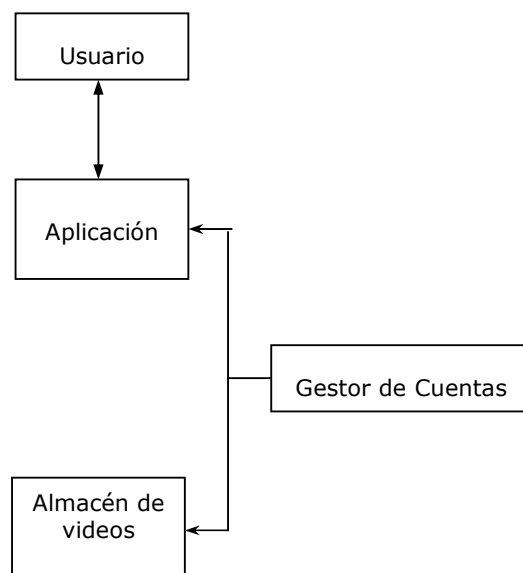 Usuario
Aplicación
Gestor de Cuentas
Almacén de
videos